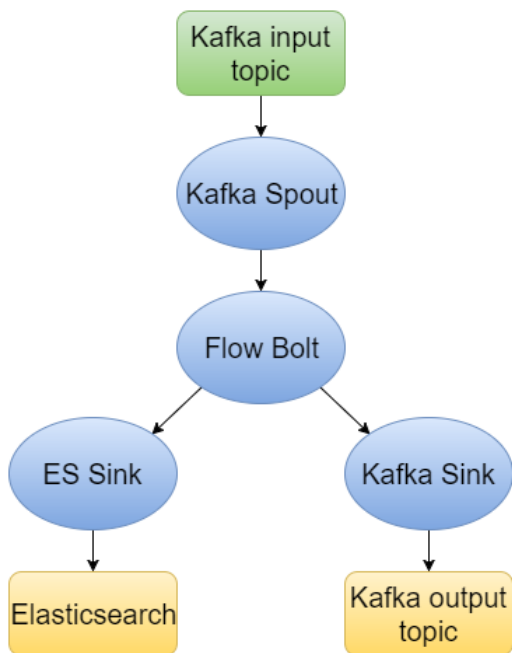 Kafka input
topic
Kafka Spout
Flow Bolt
ES Sink
Kafka Sink
Elasticsearch
Kafka output
topic